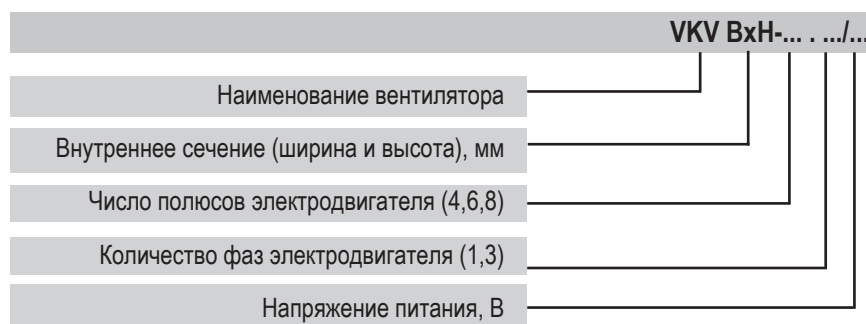 VKV BxH-... . .../...
Наименование вентилятора
Внутреннее сечение (ширина и высота), мм
Число полюсов электродвигателя (4,6,8)
Количество фаз электродвигателя (1,3)
Напряжение питания, В